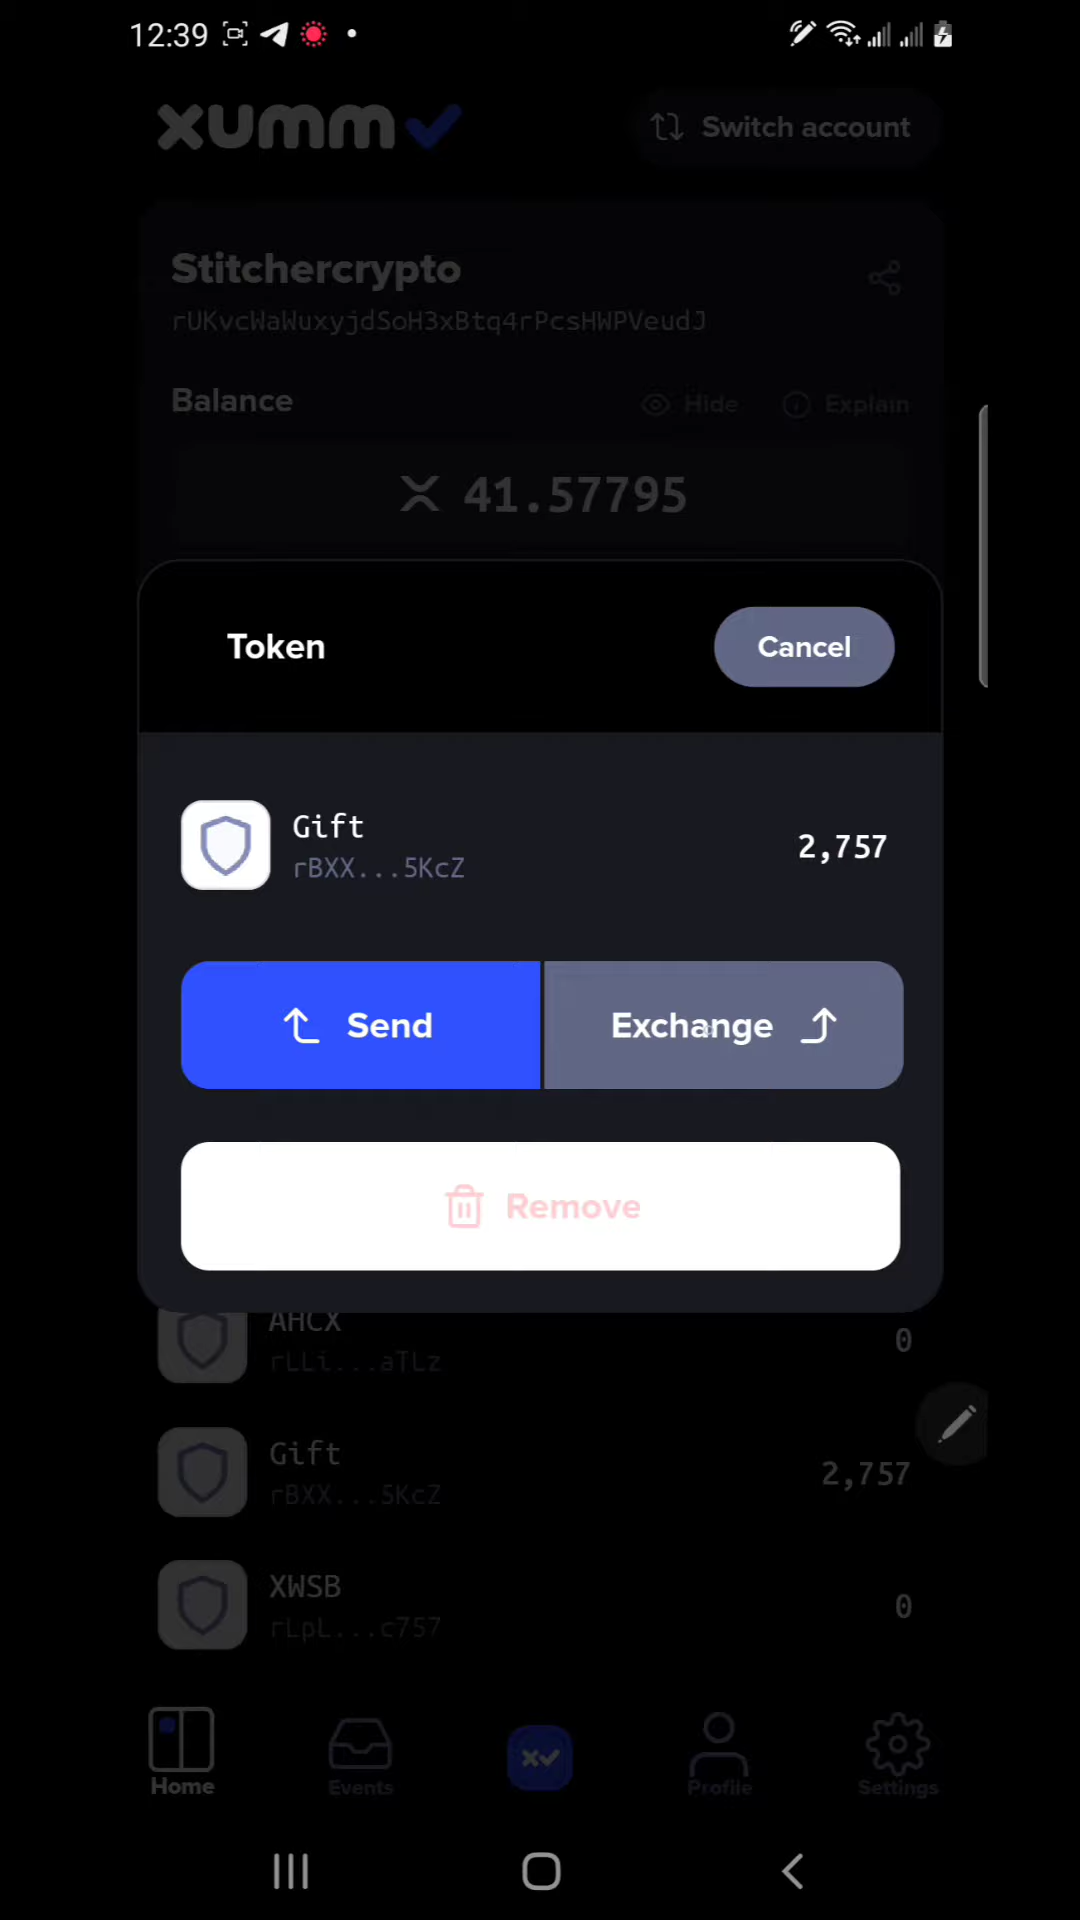 12:39
xumm
Switch account
Stitchercrypto
rUKvcWaWuxyjdSoH3xBtq4rPcsHWPVeudJ
Balance
Hide
Explain
41.57795
Token
Cancel
Gift
2,757
rBXX...5KcZ
Send
Exchange
Remove
AHCX
0
rLLi...aTLz
Gift
2,757
rBXX...5KcZ
XWSB
0
rLpL...c757
Home
Events
Profile
Settings